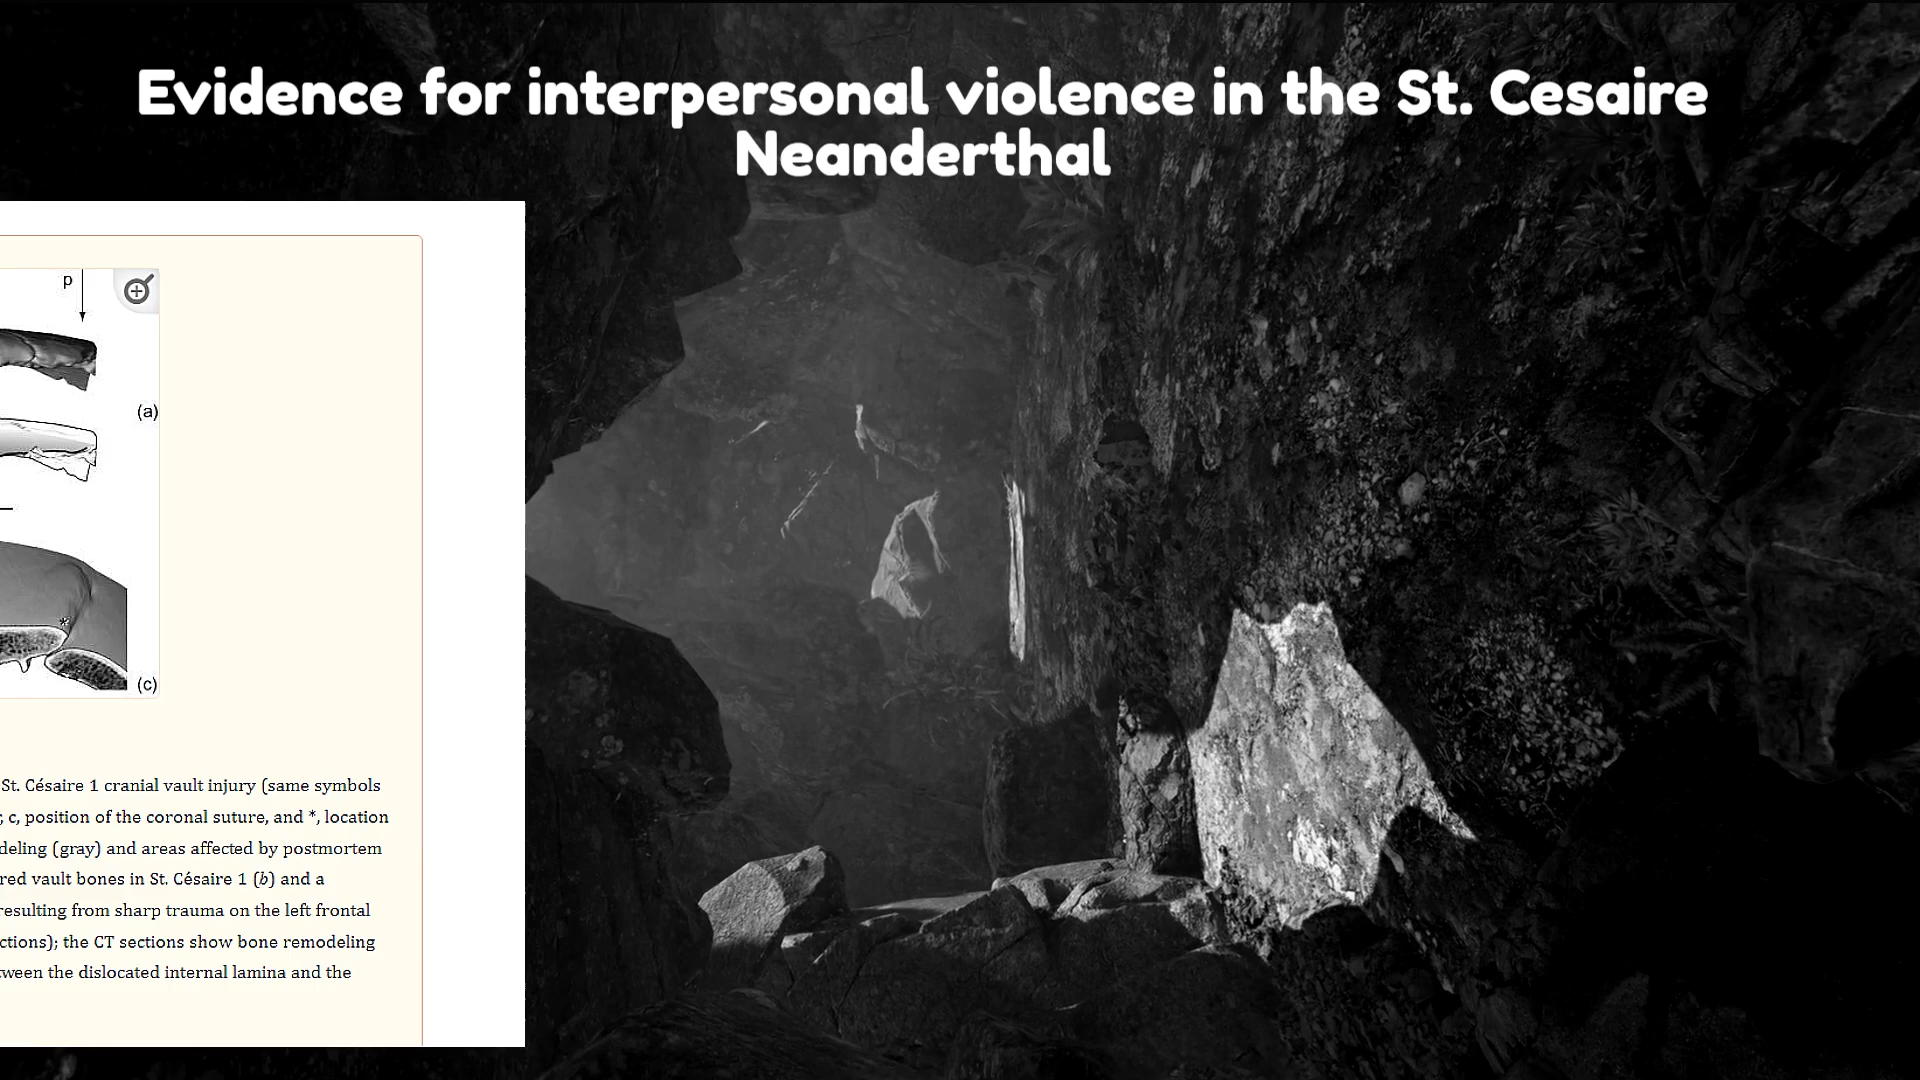 Evidence for interpersonal violence in the St. Cesaire
Neanderthal
p
(a)
*
(c)
St. Césaire 1 cranial vault injury (same symbols
; c, position of the coronal suture, and *, location
deling (gray) and areas affected by postmortem
red vault bones in St. Césaire 1 (b) and a
resulting from sharp trauma on the left frontal
ctions); the CT sections show bone remodeling
tween the dislocated internal lamina and the